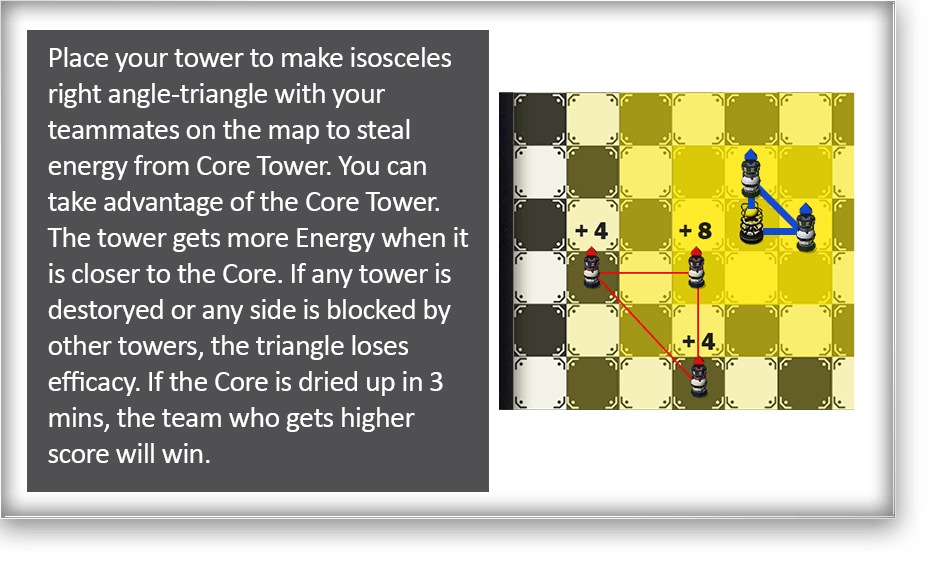 Place your tower to make isosceles
right angle-triangle with your
teammates on the map to steal
energy from Core Tower. You can
take advantage of the Core Tower.
The tower gets more Energy when it
is closer to the Core. If any tower is
destoryed or any side is blocked by
other towers, the triangle loses
efficacy. If the Core is dried up in 3
mins, the team who gets higher
score will win.
+ 4
+ 8
+ 4